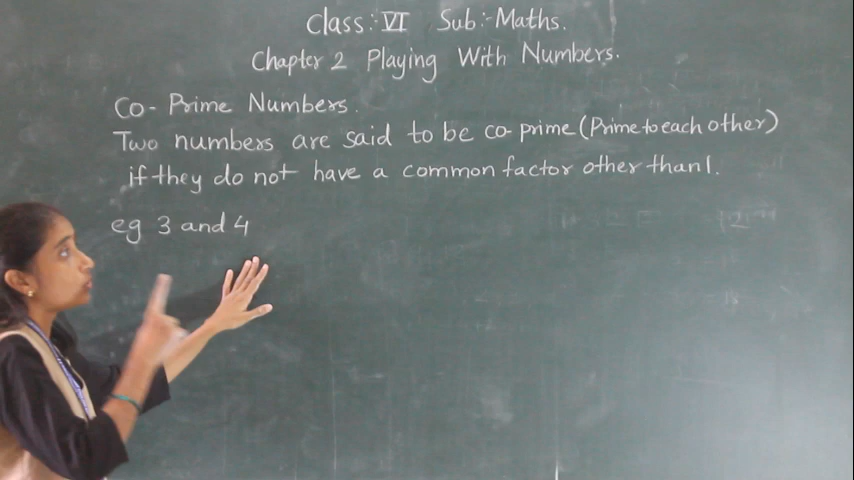 Class:- VI Sub:- Maths.
Chapter 2 Playing With Numbers.
Co- Prime Numbers.
Two numbers are said to be co-prime (Prime to each other)
if they do not have a common factor other than 1.
eg 3 and 4